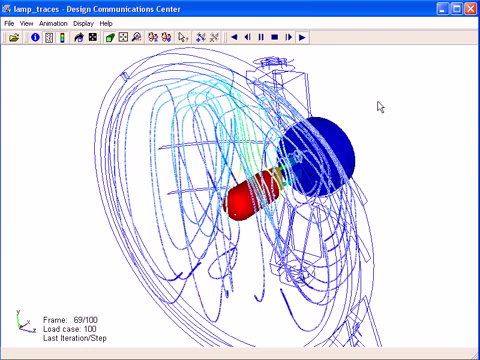 lamp_traces - Design Communications Center
File View Animation Display Help
y
z
Frame: 69/100
Load case: 100
Last Iteration/Step